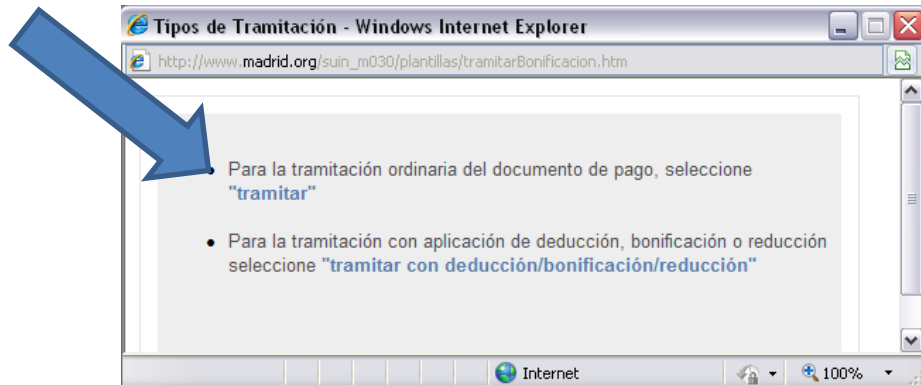 Tipos de Tramitación - Windows Internet Explorer
http://www.madrid.org/suin_m030/plantillas/tramitarBonificacion.htm
• Para la tramitación ordinaria del documento de pago, seleccione
"tramitar"
• Para la tramitación con aplicación de deducción, bonificación o reducción
seleccione "tramitar con deducción/bonificación/reducción"
Internet
100%